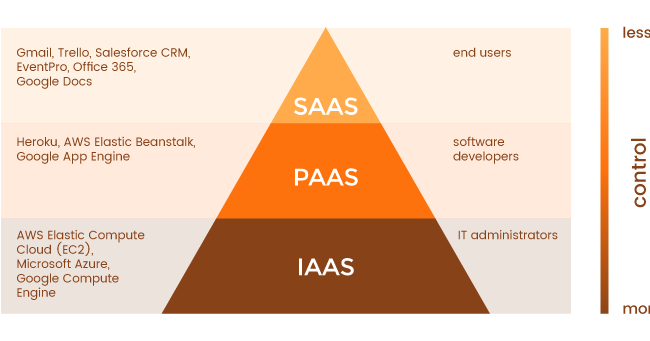 Gmail, Trello, Salesforce CRM,
EventPro, Office 365,
Google Docs
SAAS
end users
Heroku, AWS Elastic Beanstalk,
Google App Engine
PAAS
software
developers
AWS Elastic Compute
Cloud (EC2),
Microsoft Azure,
Google Compute
Engine
IAAS
IT administrators
less
control